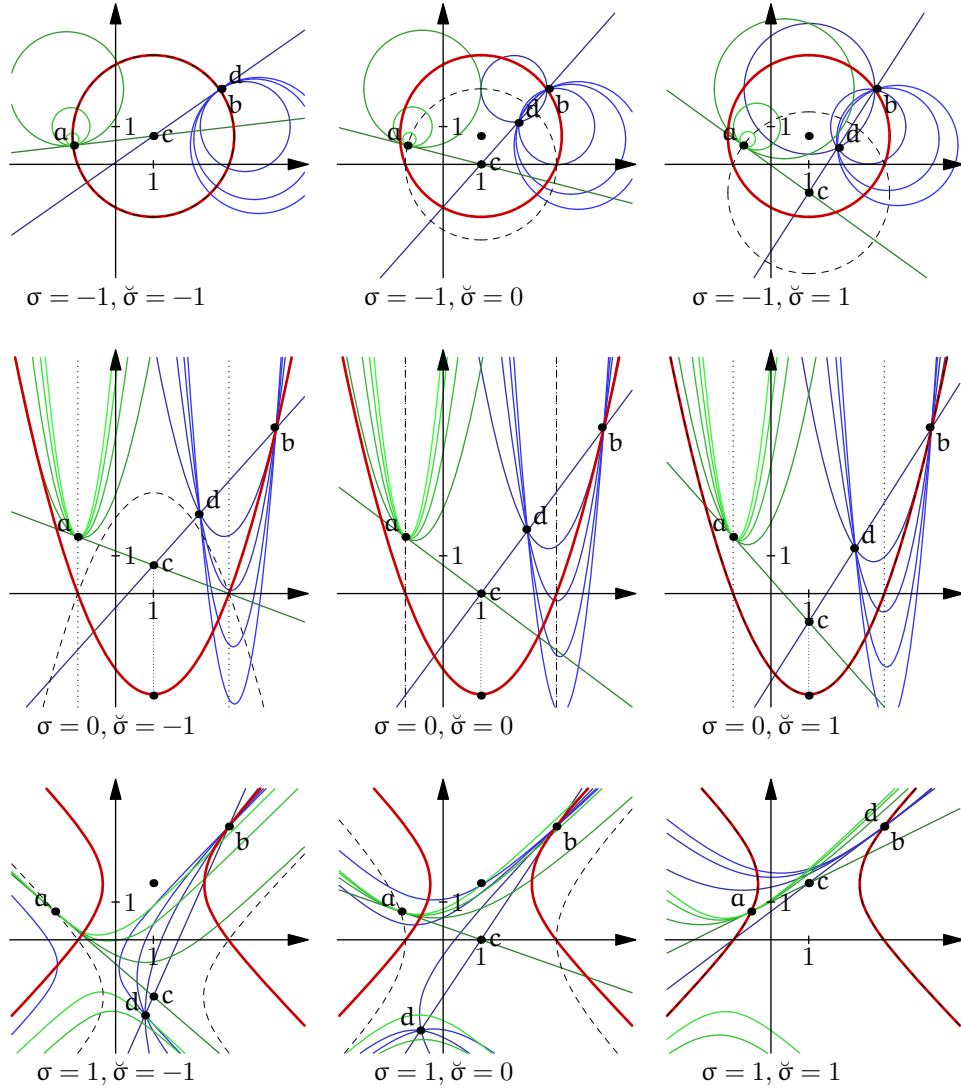 d
b
a
1
c
1
σ = −1, σ̆ = −1
a
1
d
b
c
1
σ = −1, σ̆ = 0
b
a
1
d
1
c
σ = −1, σ̆ = 1
b
d
a
1
c
1
σ = 0, σ̆ = −1
b
d
a
1
c
1
σ = 0, σ̆ = 0
b
d
a
1
c
1
σ = 0, σ̆ = 1
b
a
1
1
c
d
σ = 1, σ̆ = −1
b
a
1
c
1
d
σ = 1, σ̆ = 0
d
b
c
a
1
1
σ = 1, σ̆ = 1